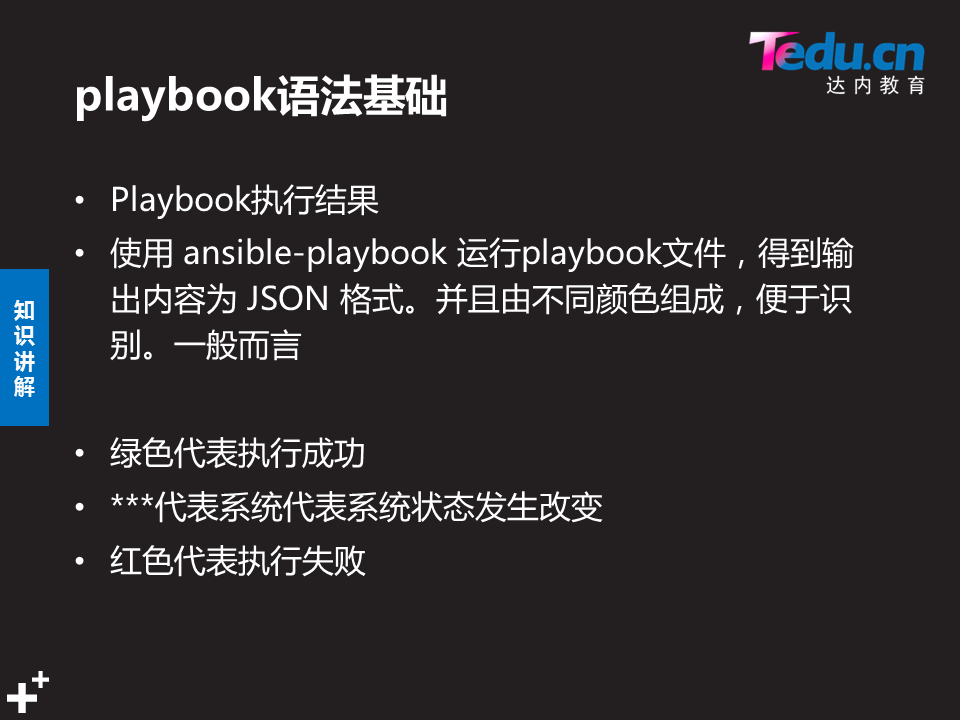 Tedu.cn
达内教育
playbook语法基础
• Playbook执行结果
• 使用 ansible-playbook 运行playbook文件，得到输
出内容为 JSON 格式。并且由不同颜色组成，便于识
别。一般而言
知识讲解
• 绿色代表执行成功
• ***代表系统代表系统状态发生改变
• 红色代表执行失败